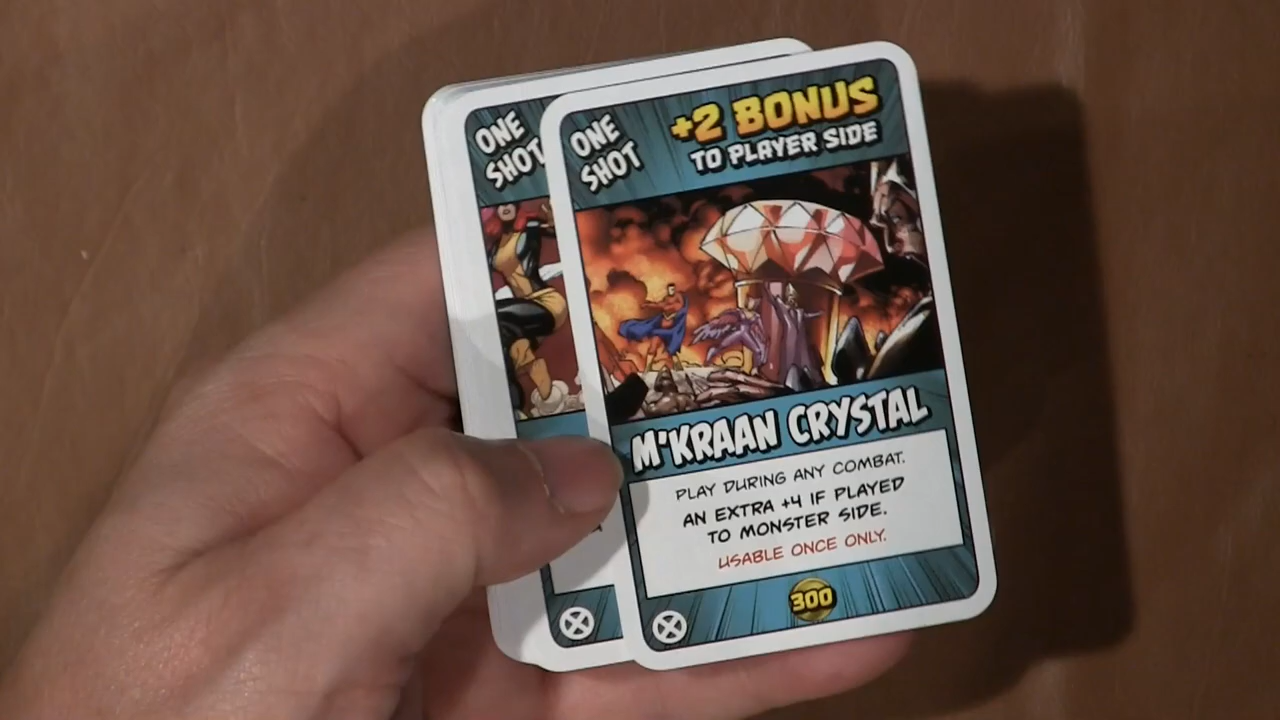 ONE
SHOT
ONE
SHOT
+2 BONUS
TO PLAYER SIDE
M'KRAAN CRYSTAL
PLAY DURING ANY COMBAT.
AN EXTRA +4 IF PLAYED
TO MONSTER SIDE.
USABLE ONCE ONLY.
300